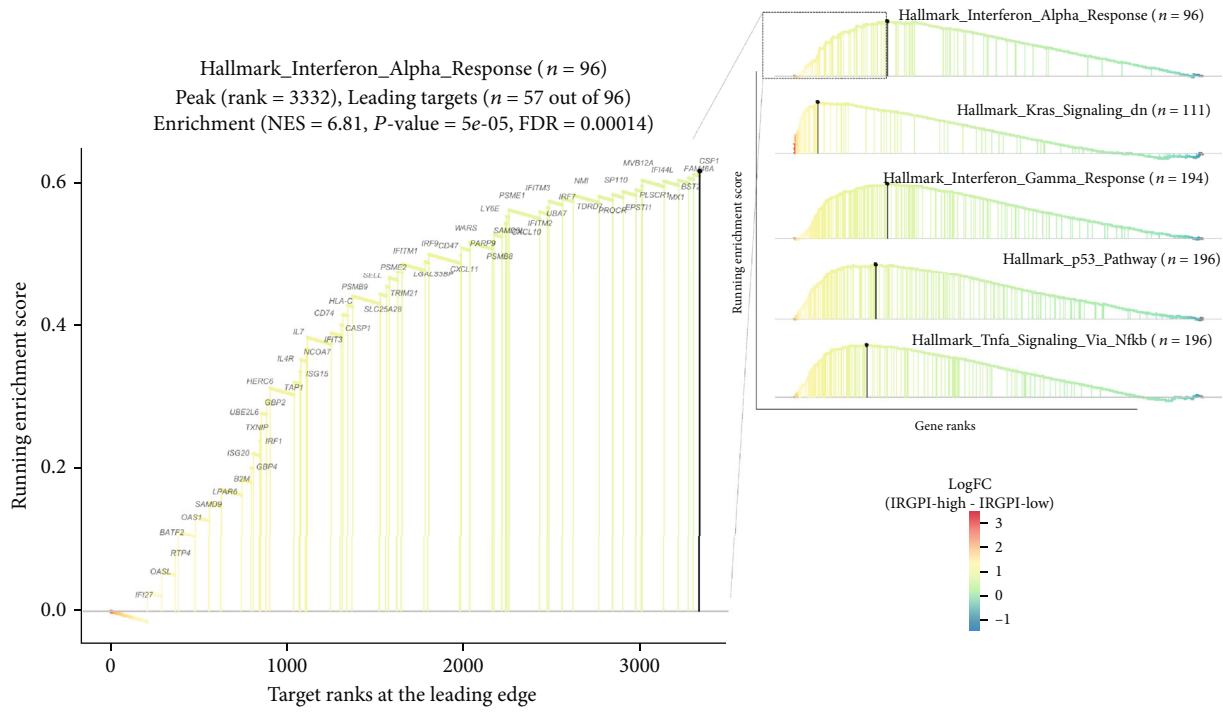 Hallmark_Interferon_Alpha_Response (n = 96)
Peak (rank = 3332), Leading targets (n = 57 out of 96)
Enrichment (NES = 6.81, P-value = 5e-05, FDR = 0.00014)
Running enrichment score
0.6
0.4
0.2
0.0
0
1000
2000
3000
Target ranks at the leading edge
IFI27
OASL
RTP4
BATF2
OAS1
SAMD9
LPAR6
B2M
GBP4
ISG20
IRF1
TXNIP
UBE2L6
GBP2
HERC6
TAP1
ISG15
IL4R
NCOA7
IL7
IFIT3
CASP1
CD74
HLA-C
PSMB9
SLC25A28
TRIM21
SELL
PSME2
IFITM1
LGALS3BP
IRF9
CD47
CXCL11
WARS
PARP9
PSMB8
LY6E
SAMD9L
CXCL10
PSME1
IFITM2
IFITM3
UBA7
IRF7
NMI
TDRD7
PROCR
SP110
EPSTI1
MVB12A
PLSCR1
IFI44L
MX1
BST2
FAM46A
CSF1
Hallmark_Interferon_Alpha_Response (n = 96)
Hallmark_Kras_Signaling_dn (n = 111)
Hallmark_Interferon_Gamma_Response (n = 194)
Hallmark_p53_Pathway (n = 196)
Hallmark_Tnfa_Signaling_Via_Nfkb (n = 196)
Running enrichment score
Gene ranks
LogFC
(IRGPI-high - IRGPI-low)
3
2
1
0
−1